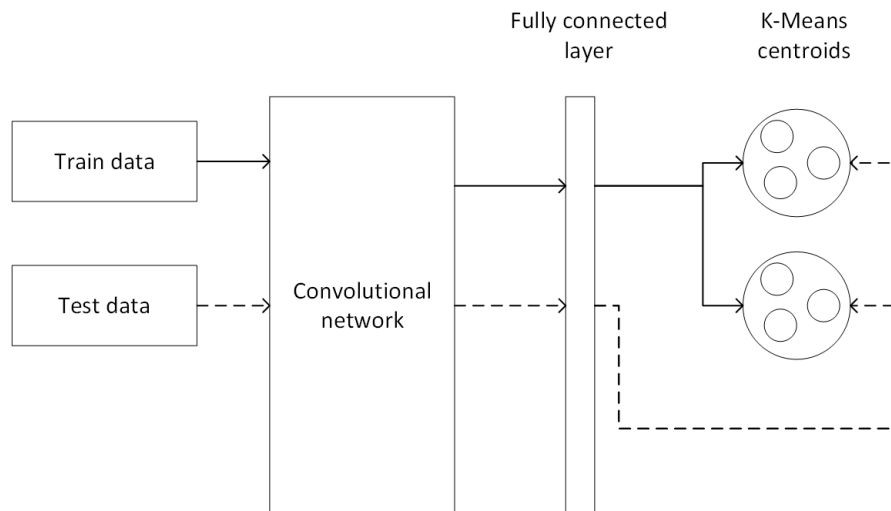 Fully connected
layer
K-Means
centroids
Train data
Test data
Convolutional
network